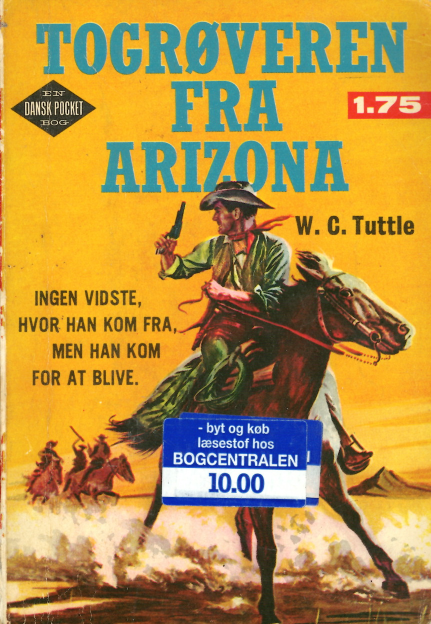 TOGRØVEREN
FRA
ARIZONA
EN
DANSK POCKET
BOG
1.75
W. C. Tuttle
INGEN VIDSTE,
HVOR HAN KOM FRA,
MEN HAN KOM
FOR AT BLIVE.
- byt og køb
læsestof hos
BOGCENTRALEN
10.00